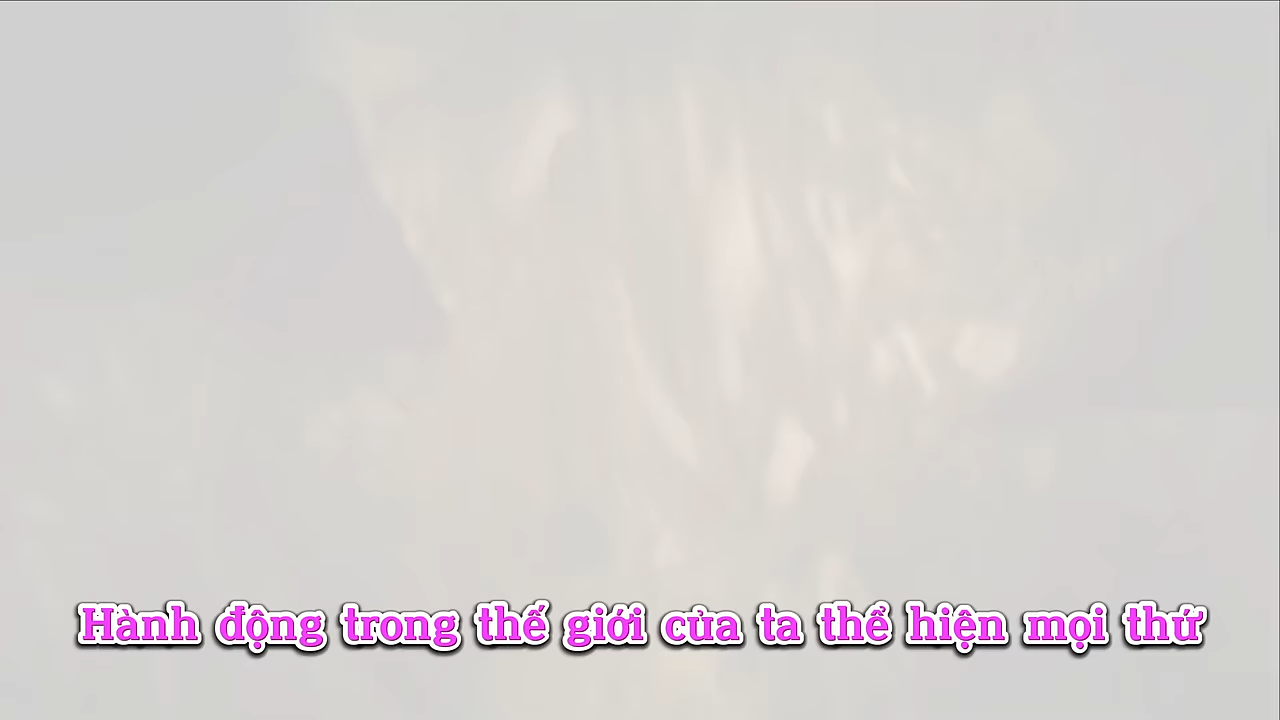 Hành động trong thế giới của ta thể hiện mọi thứ